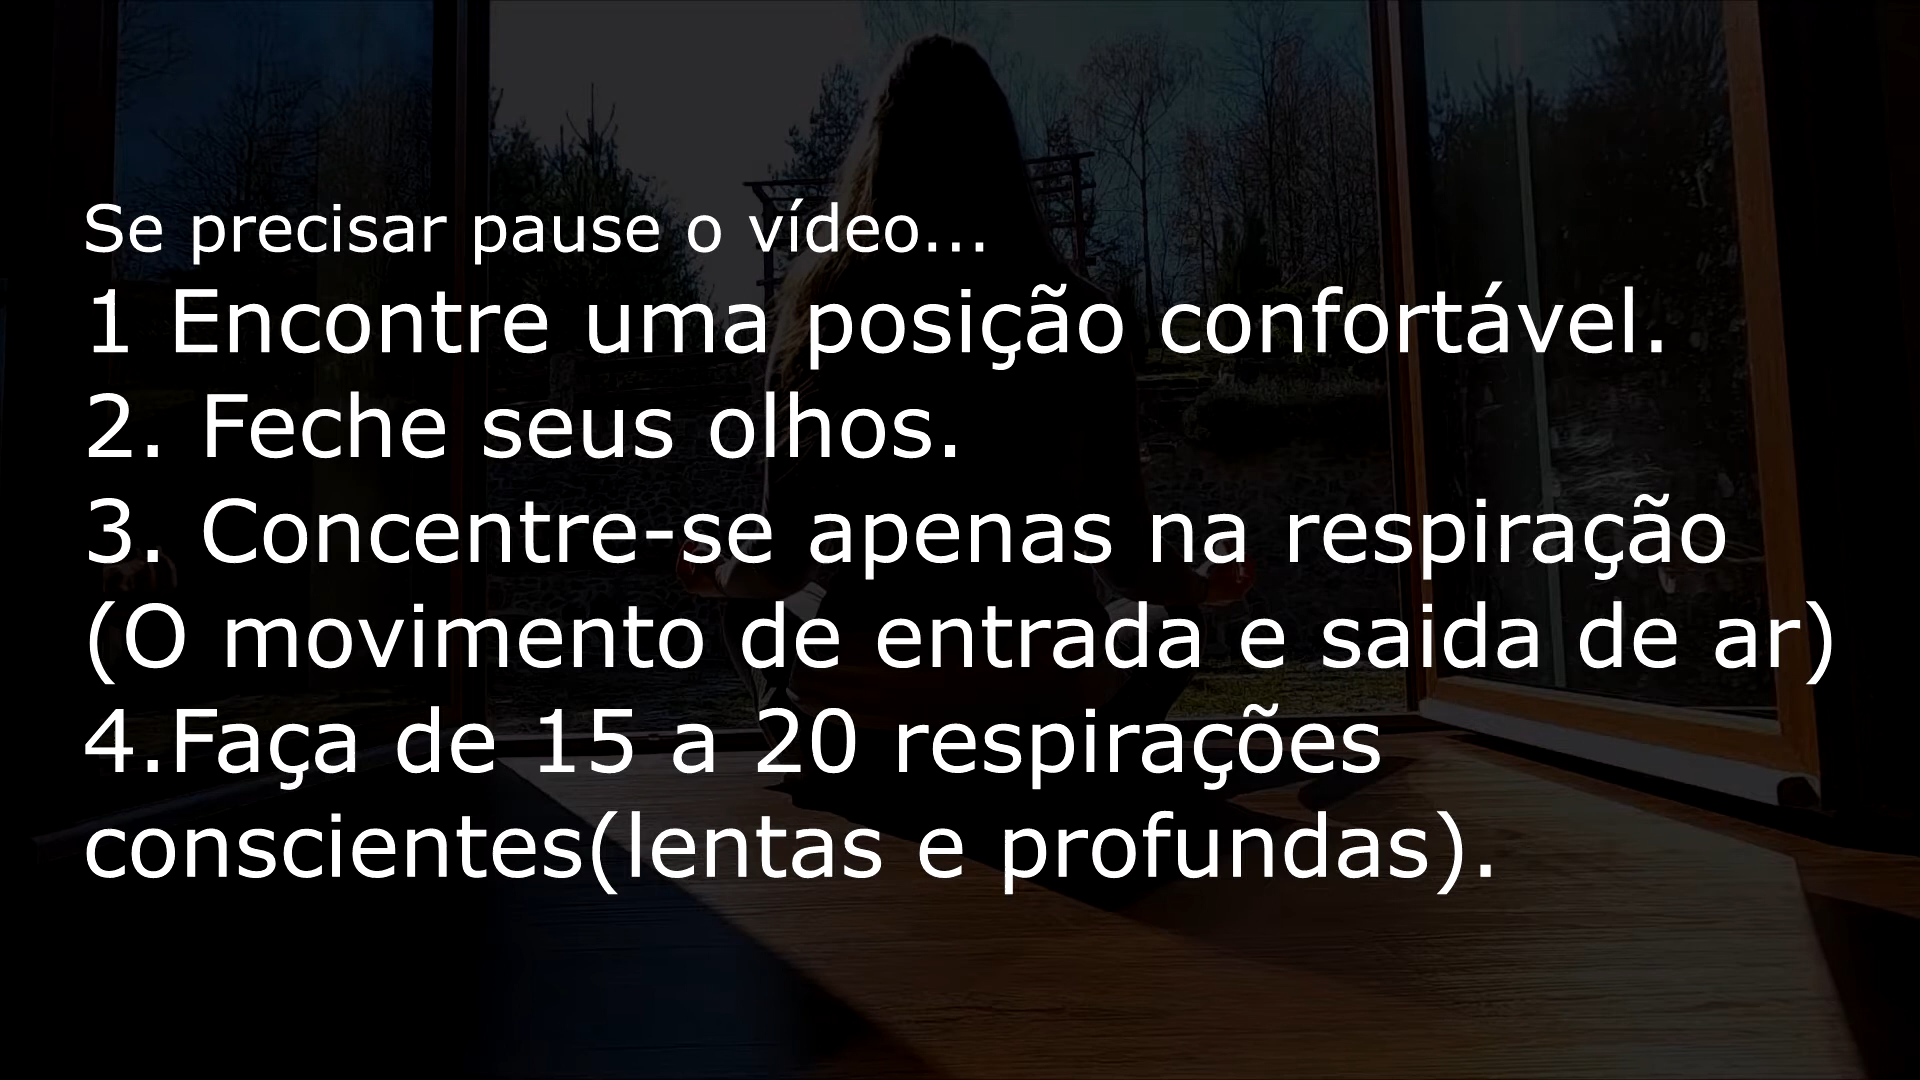 Se precisar pause o vídeo...
1 Encontre uma posição confortável.
2. Feche seus olhos.
3. Concentre-se apenas na respiração
(O movimento de entrada e saida de ar)
4.Faça de 15 a 20 respirações
conscientes(lentas e profundas).